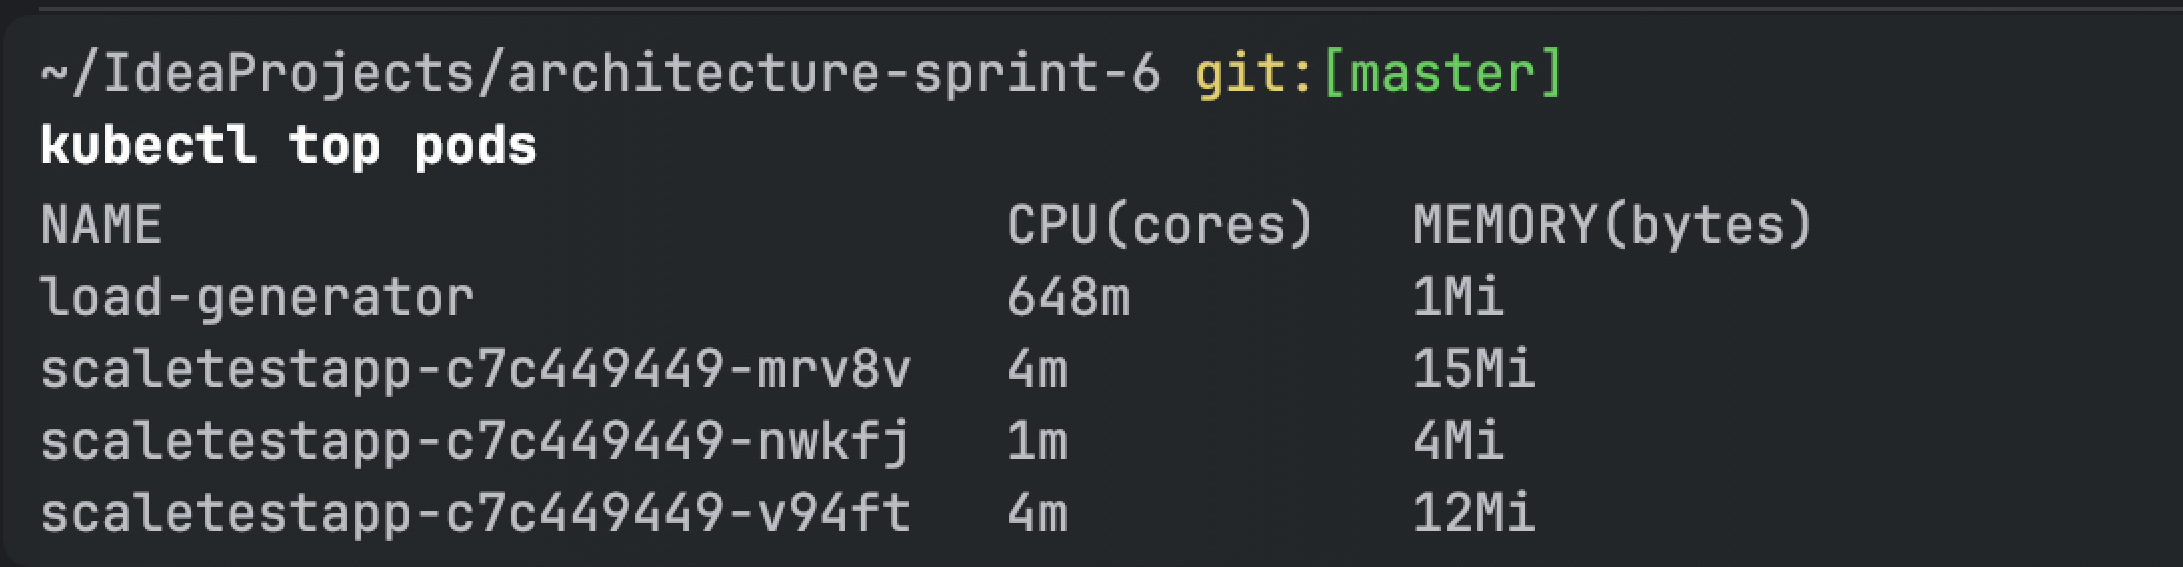 ~/IdeaProjects/architecture-sprint-6 git:[master]
kubectl top pods
NAME                           CPU(cores)   MEMORY(bytes)
load-generator                 648m         1Mi
scaletestapp-c7c449449-mrv8v   4m           15Mi
scaletestapp-c7c449449-nwkfj   1m           4Mi
scaletestapp-c7c449449-v94ft   4m           12Mi